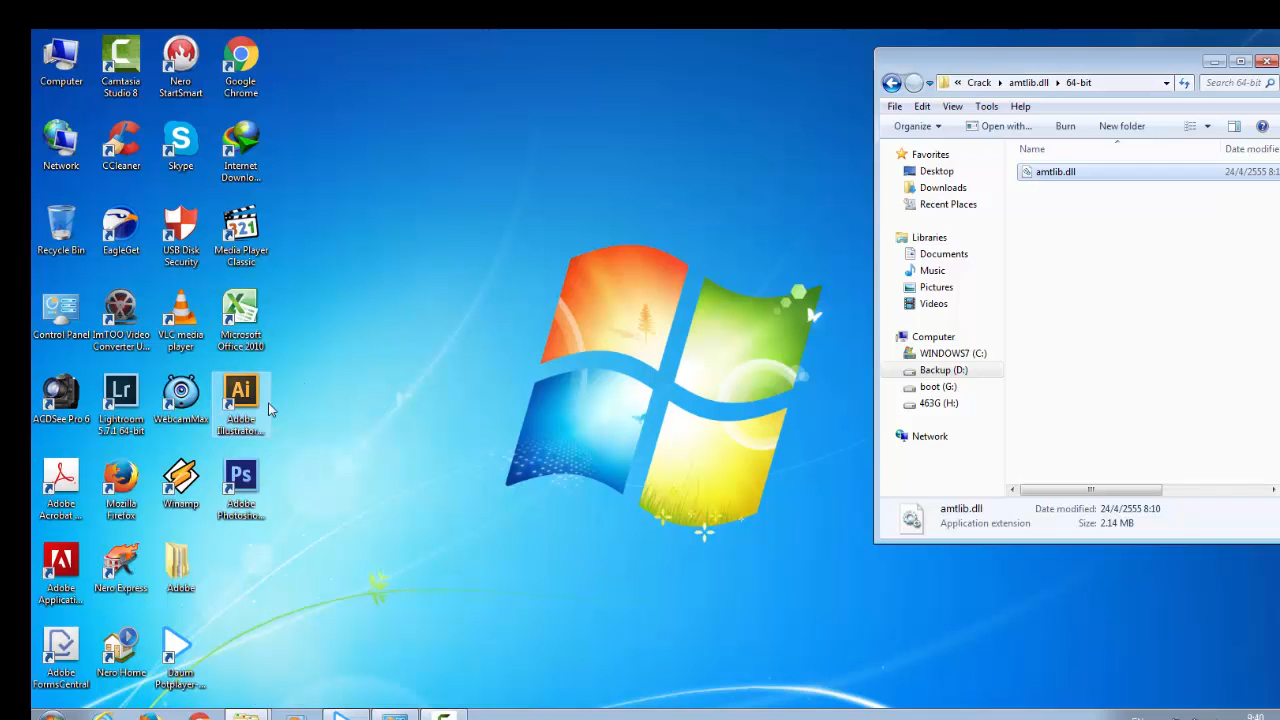 Computer
Camtasia
Studio 8
Nero
StartSmart
Google
Chrome
Network
CCleaner
Skype
Internet
Downlo...
Recycle Bin
EagleGet
USB Disk
Security
321
Media Player
Classic
Control Panel
ImTOO Video
Converter U...
VLC media
player
Microsoft
Office 2010
ACDSee Pro 6
Lr
Lightroom
5.7.1 64-bit
WebcamMax
Ai
Adobe
Illustrator...
Adobe
Acrobat ...
Mozilla
Firefox
Winamp
Ps
Adobe
Photosho...
Adobe
Applicati...
Nero Express
Adobe
Adobe
FormsCentral
Nero Home
Daum
Potplayer-...
« Crack ▸ amtlib.dll ▸ 64-bit
Search 64-bit
File Edit View Tools Help
Organize Open with... Burn New folder
Name Date modifie
amtlib.dll 24/4/2555 8:1
Favorites
Desktop
Downloads
Recent Places
Libraries
Documents
Music
Pictures
Videos
Computer
WINDOWS7 (C:)
Backup (D:)
boot (G:)
463G (H:)
Network
amtlib.dll Date modified: 24/4/2555 8:10
Application extension Size: 2.14 MB